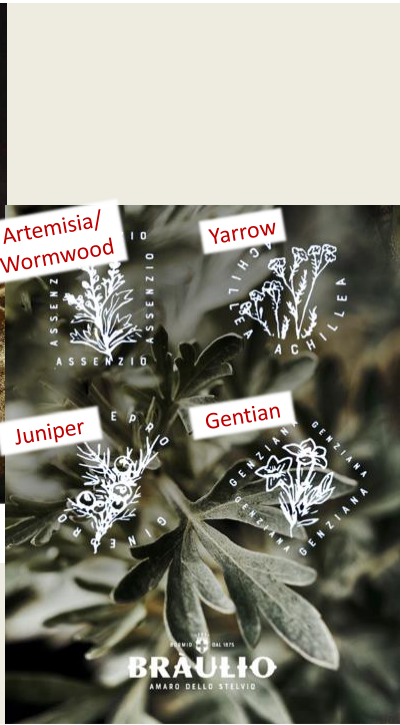 Artemisia/
Wormwood
Yarrow
ASSENZIO
ASSENZIO
ASSENZIO
ACHILLEA
ACHILLEA
Juniper
Gentian
GENZIANA
GENZIANA
GENZIANA
GENZIANA
BORMIO DAL 1875
BRAULIO
AMARO DELLO STELVIO